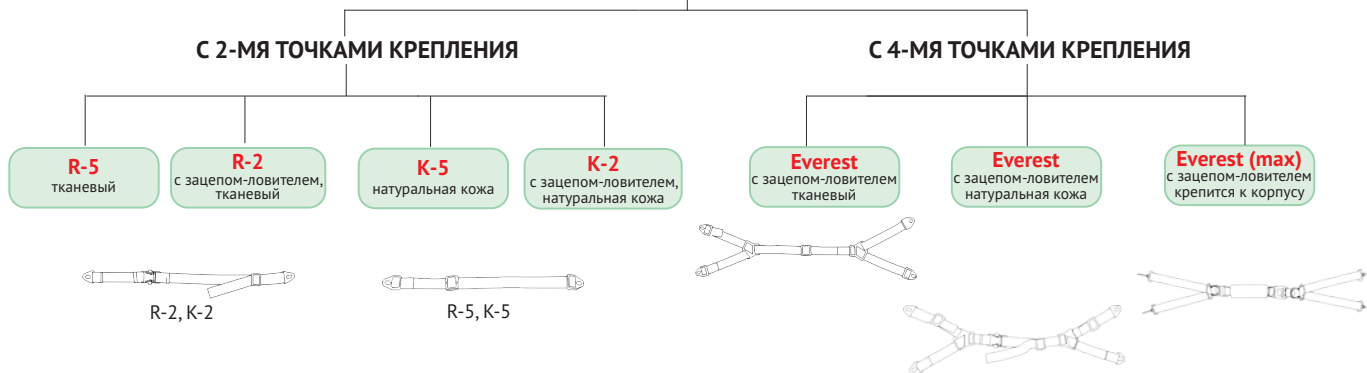 С 2-МЯ ТОЧКАМИ КРЕПЛЕНИЯ
С 4-МЯ ТОЧКАМИ КРЕПЛЕНИЯ
R-5
тканевый
R-2
с зацепом-ловителем,
тканевый
К-5
натуральная кожа
К-2
с зацепом-ловителем,
натуральная кожа
Everest
с зацепом-ловителем
тканевый
Everest
с зацепом-ловителем
натуральная кожа
Everest (max)
с зацепом-ловителем
крепится к корпусу
R-2, К-2
R-5, К-5